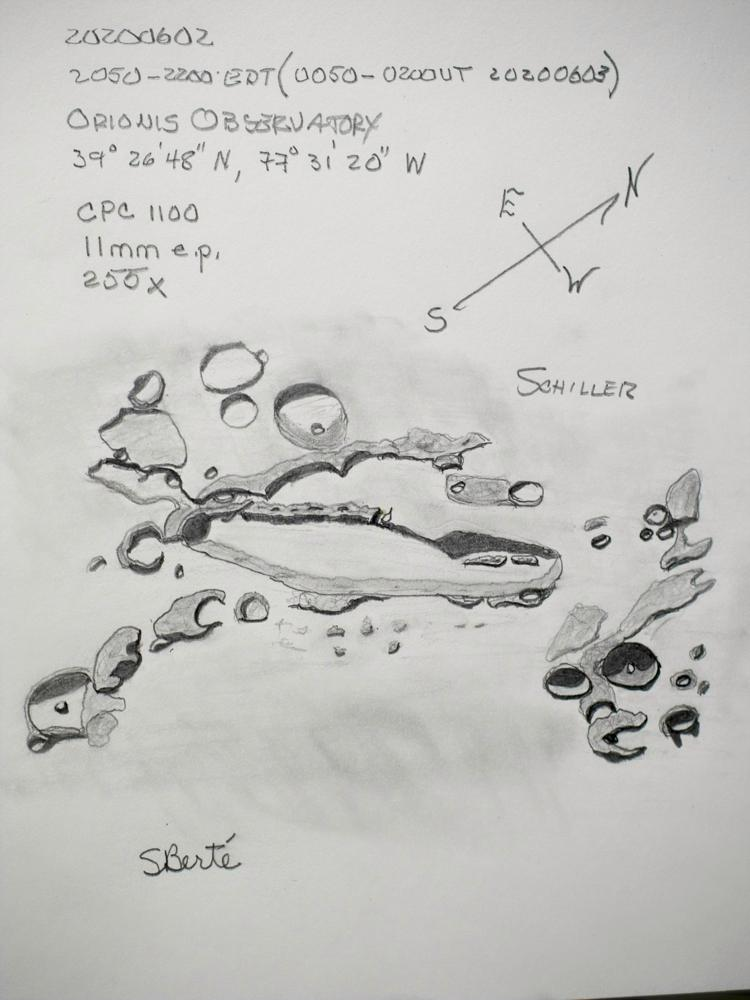 20200602
2050-2200 EDT (0050-0200UT 20200603)
ORIONIS OBSERVATORY
39° 26' 48" N, 77° 31' 20" W
CPC 1100
11mm e.p.
255x
N
E
W
S
SCHILLER
SBerté